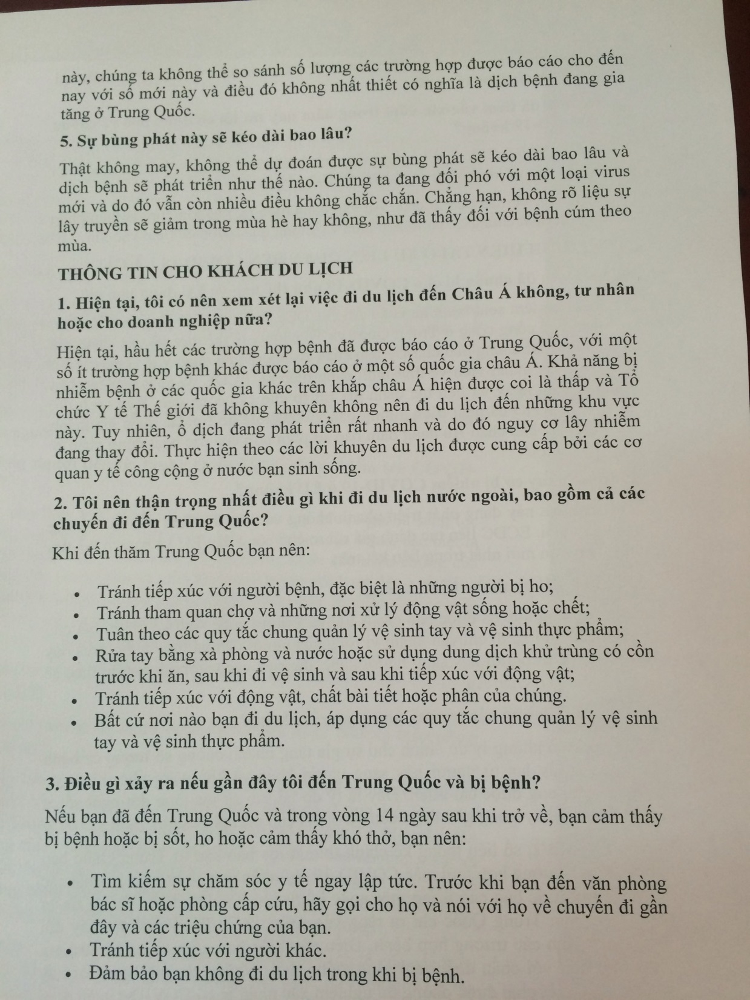 này, chúng ta không thể so sánh số lượng các trường hợp được báo cáo cho đến
nay với số mới này và điều đó không nhất thiết có nghĩa là dịch bệnh đang gia
tăng ở Trung Quốc.
5. Sự bùng phát này sẽ kéo dài bao lâu?
Thật không may, không thể dự đoán được sự bùng phát sẽ kéo dài bao lâu và
dịch bệnh sẽ phát triển như thế nào. Chúng ta đang đối phó với một loại virus
mới và do đó vẫn còn nhiều điều không chắc chắn. Chẳng hạn, không rõ liệu sự
lây truyền sẽ giảm trong mùa hè hay không, như đã thấy đối với bệnh cúm theo
mùa.
THÔNG TIN CHO KHÁCH DU LỊCH
1. Hiện tại, tôi có nên xem xét lại việc đi du lịch đến Châu Á không, tư nhân
hoặc cho doanh nghiệp nữa?
Hiện tại, hầu hết các trường hợp bệnh đã được báo cáo ở Trung Quốc, với một
số ít trường hợp bệnh khác được báo cáo ở một số quốc gia châu Á. Khả năng bị
nhiễm bệnh ở các quốc gia khác trên khắp châu Á hiện được coi là thấp và Tổ
chức Y tế Thế giới đã không khuyên không nên đi du lịch đến những khu vực
này. Tuy nhiên, ổ dịch đang phát triển rất nhanh và do đó nguy cơ lây nhiễm
đang thay đổi. Thực hiện theo các lời khuyên du lịch được cung cấp bởi các cơ
quan y tế công cộng ở nước bạn sinh sống.
2. Tôi nên thận trọng nhất điều gì khi đi du lịch nước ngoài, bao gồm cả các
chuyến đi đến Trung Quốc?
Khi đến thăm Trung Quốc bạn nên:
• Tránh tiếp xúc với người bệnh, đặc biệt là những người bị ho;
• Tránh tham quan chợ và những nơi xử lý động vật sống hoặc chết;
• Tuân theo các quy tắc chung quản lý vệ sinh tay và vệ sinh thực phẩm;
• Rửa tay bằng xà phòng và nước hoặc sử dụng dung dịch khử trùng có cồn
trước khi ăn, sau khi đi vệ sinh và sau khi tiếp xúc với động vật;
• Tránh tiếp xúc với động vật, chất bài tiết hoặc phân của chúng.
• Bất cứ nơi nào bạn đi du lịch, áp dụng các quy tắc chung quản lý vệ sinh
tay và vệ sinh thực phẩm.
3. Điều gì xảy ra nếu gần đây tôi đến Trung Quốc và bị bệnh?
Nếu bạn đã đến Trung Quốc và trong vòng 14 ngày sau khi trở về, bạn cảm thấy
bị bệnh hoặc bị sốt, ho hoặc cảm thấy khó thở, bạn nên:
• Tìm kiếm sự chăm sóc y tế ngay lập tức. Trước khi bạn đến văn phòng
bác sĩ hoặc phòng cấp cứu, hãy gọi cho họ và nói với họ về chuyến đi gần
đây và các triệu chứng của bạn.
• Tránh tiếp xúc với người khác.
• Đảm bảo bạn không đi du lịch trong khi bị bệnh.